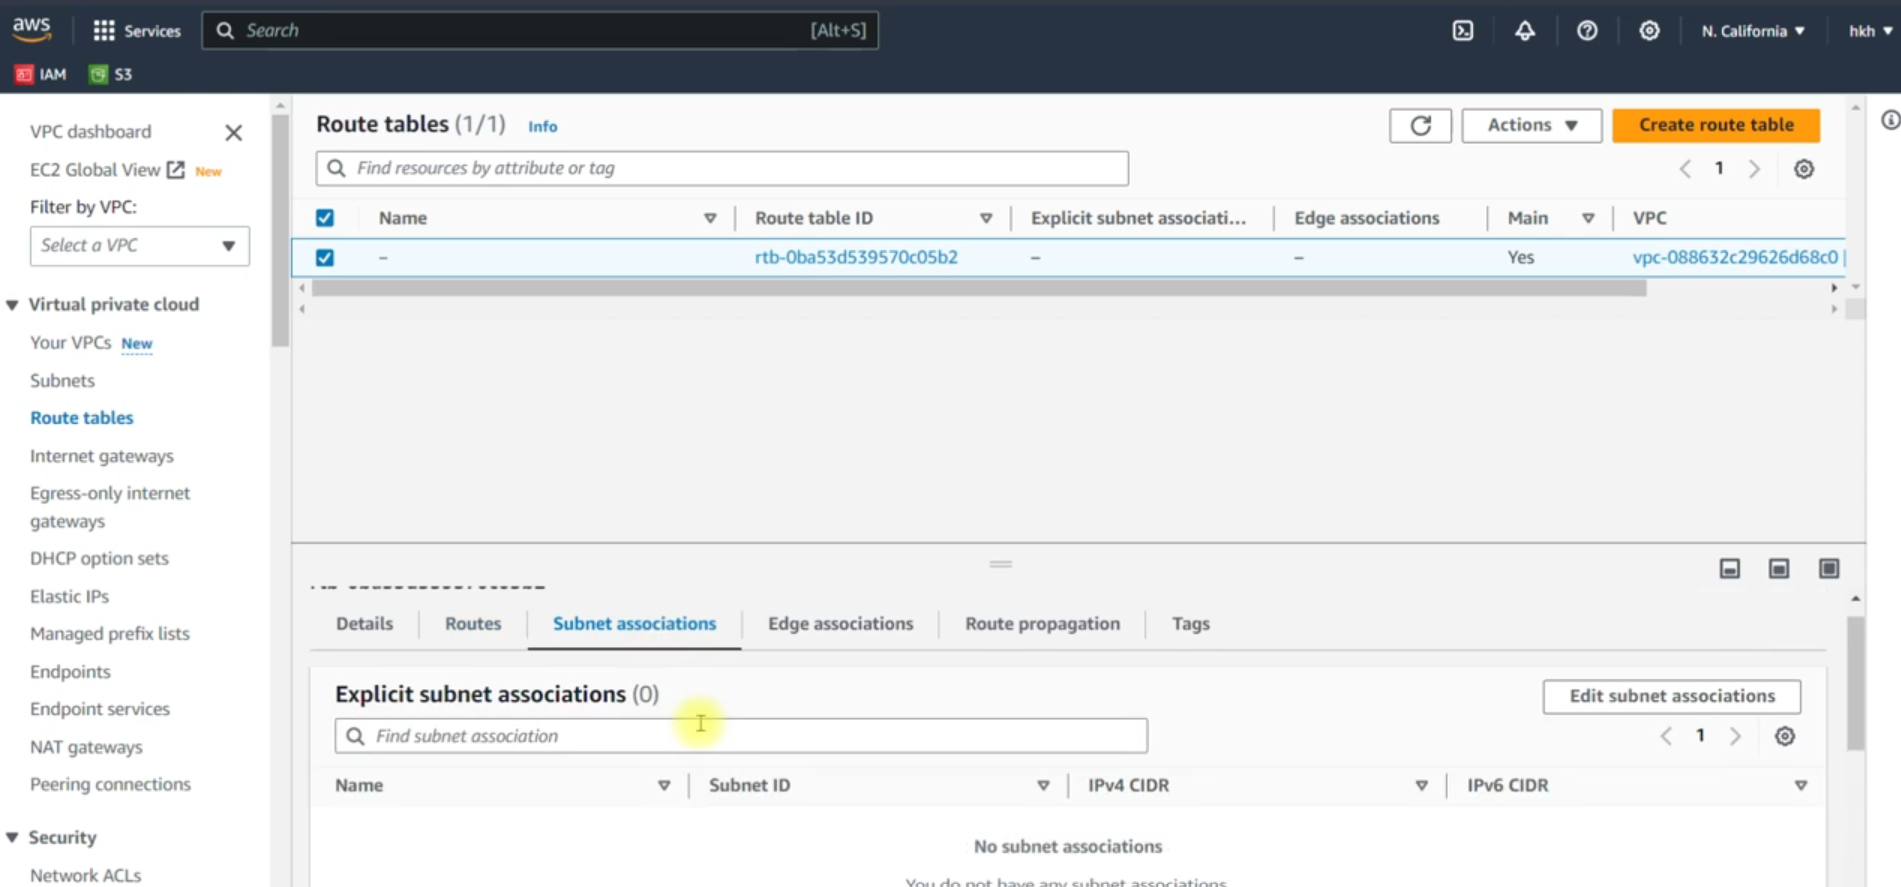 aws
Services
Search
[Alt+S]
N. California
hkh
IAM
S3
VPC dashboard
EC2 Global View New
Filter by VPC:
Select a VPC
Virtual private cloud
Your VPCs New
Subnets
Route tables
Internet gateways
Egress-only internet
gateways
DHCP option sets
Elastic IPs
Managed prefix lists
Endpoints
Endpoint services
NAT gateways
Peering connections
Security
Network ACLs
Route tables (1/1) Info
Actions
Create route table
Find resources by attribute or tag
1
Name Route table ID Explicit subnet associati... Edge associations Main VPC
– rtb-0ba53d539570c05b2 – – Yes vpc-088632c29626d68c0 |
Details Routes Subnet associations Edge associations Route propagation Tags
Explicit subnet associations (0)
Edit subnet associations
Find subnet association
1
Name Subnet ID IPv4 CIDR IPv6 CIDR
No subnet associations
You do not have any subnet associations